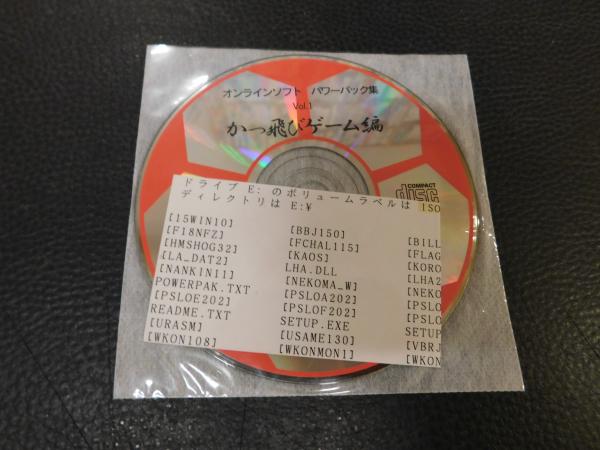 オンラインソフト パワーパック集
Vol.1
かっ飛びゲーム編
COMPACT
disc
ドライブ E: のボリュームラベルは ISO
ディレクトリは E:¥
[15WIN10] [BBJ150] [BILL
[F18NFZ] [FCHAL115] [FLAG
[HMSHOG32] [KAOS] [KORO
[LA_DAT2] LHA.DLL [LHA2
[NANKIN11] [NEKOMA_W] [NEKO
POWERPAK.TXT [PSLOA202] [PSLO
[PSLOE202] [PSLOF202] [PSLO
README.TXT SETUP.EXE SETUP
[URASM] [USAME130] [VBRJ
[WKON108] [WKONMON1] [WKON